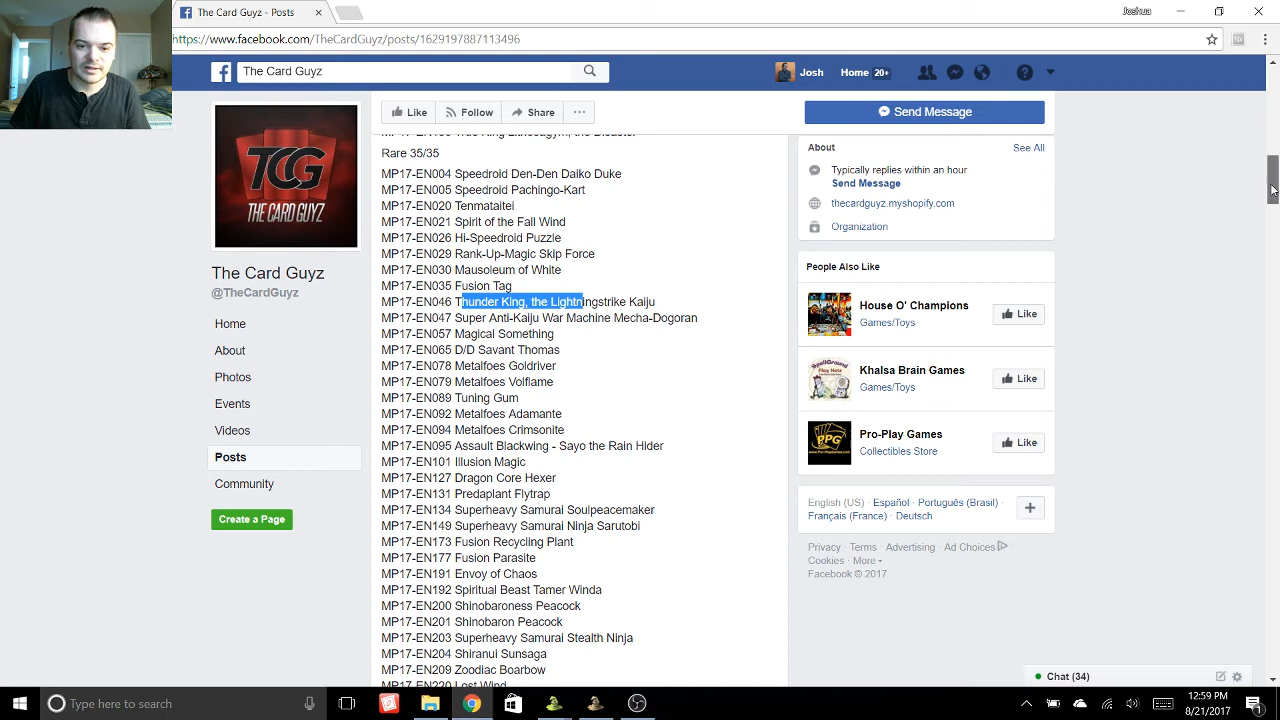 The Card Guyz - Posts
Joshua
https://www.facebook.com/TheCardGuyz/posts/1629197887113496
The Card Guyz
Josh
Home 20+
TCG
THE CARD GUYZ
The Card Guyz
@TheCardGuyz
Home
About
Photos
Events
Videos
Posts
Community
Create a Page
Like
Follow
Share
Send Message
Rare 35/35
MP17-EN004 Speedroid Den-Den Daiko Duke
MP17-EN005 Speedroid Pachingo-Kart
MP17-EN020 Tenmataitei
MP17-EN021 Spirit of the Fall Wind
MP17-EN026 Hi-Speedroid Puzzle
MP17-EN029 Rank-Up-Magic Skip Force
MP17-EN030 Mausoleum of White
MP17-EN035 Fusion Tag
MP17-EN046 Thunder King, the Lightningstrike Kaiju
MP17-EN047 Super Anti-Kaiju War Machine Mecha-Dogoran
MP17-EN057 Magical Something
MP17-EN065 D/D Savant Thomas
MP17-EN078 Metalfoes Goldriver
MP17-EN079 Metalfoes Volflame
MP17-EN089 Tuning Gum
MP17-EN092 Metalfoes Adamante
MP17-EN094 Metalfoes Crimsonite
MP17-EN095 Assault Blackwing - Sayo the Rain Hider
MP17-EN101 Illusion Magic
MP17-EN127 Dragon Core Hexer
MP17-EN131 Predaplant Flytrap
MP17-EN134 Superheavy Samurai Soulpeacemaker
MP17-EN149 Superheavy Samurai Ninja Sarutobi
MP17-EN173 Fusion Recycling Plant
MP17-EN177 Fusion Parasite
MP17-EN191 Envoy of Chaos
MP17-EN192 Spiritual Beast Tamer Winda
MP17-EN200 Shinobaroness Peacock
MP17-EN201 Shinobaron Peacock
MP17-EN203 Superheavy Samurai Stealth Ninja
MP17-EN204 Shiranui Sunsaga
MP17-EN209 Zoodiac Boarbow
MP17-EN220 Lost Wind
About
See All
Typically replies within an hour
Send Message
thecardguyz.myshopify.com
Organization
People Also Like
House O' Champions
Games/Toys
Like
Khalsa Brain Games
Games/Toys
Like
PPG
Pro-Play Games
Collectibles Store
Like
English (US) · Español · Português (Brasil) ·
Français (France) · Deutsch
Privacy · Terms · Advertising · Ad Choices ·
Cookies · More
Facebook © 2017
Chat (34)
Type here to search
12:59 PM
8/21/2017